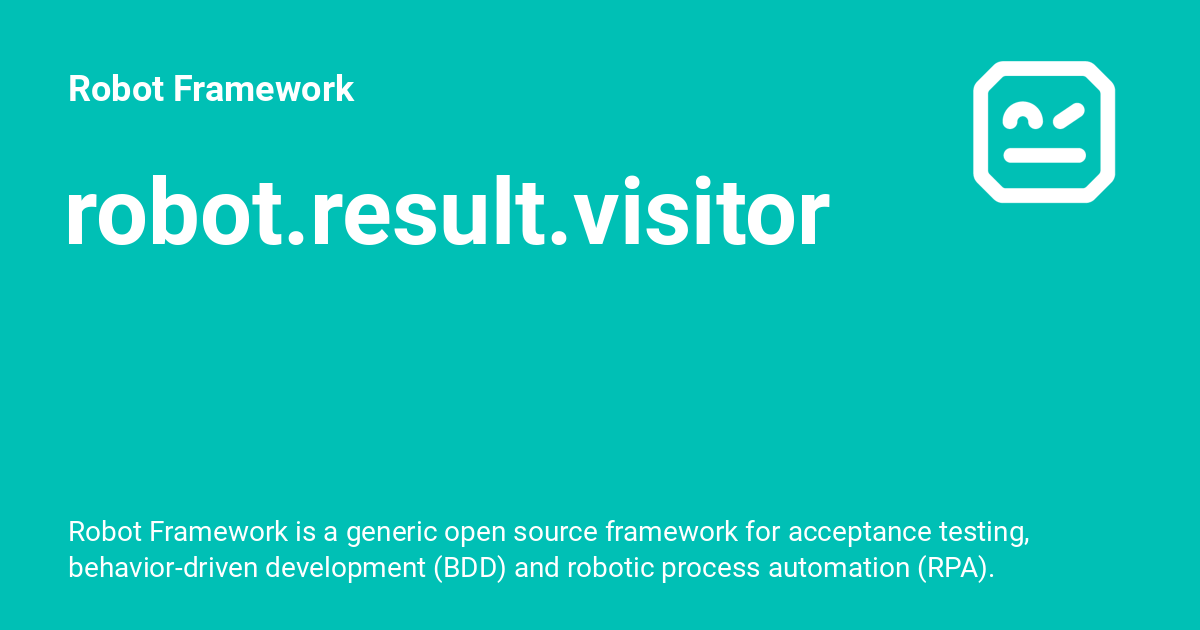 Robot Framework
robot.result.visitor
Robot Framework is a generic open source framework for acceptance testing,
behavior-driven development (BDD) and robotic process automation (RPA).